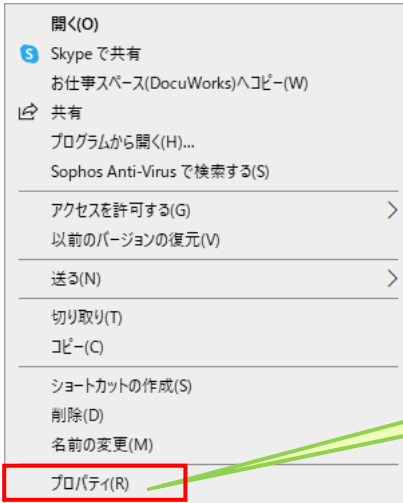 開く(O)
Skype で共有
お仕事スペース(DocuWorks)へコピー(W)
共有
プログラムから開く(H)...
Sophos Anti-Virus で検索する(S)
アクセスを許可する(G)
以前のバージョンの復元(V)
送る(N)
切り取り(T)
コピー(C)
ショートカットの作成(S)
削除(D)
名前の変更(M)
プロパティ(R)